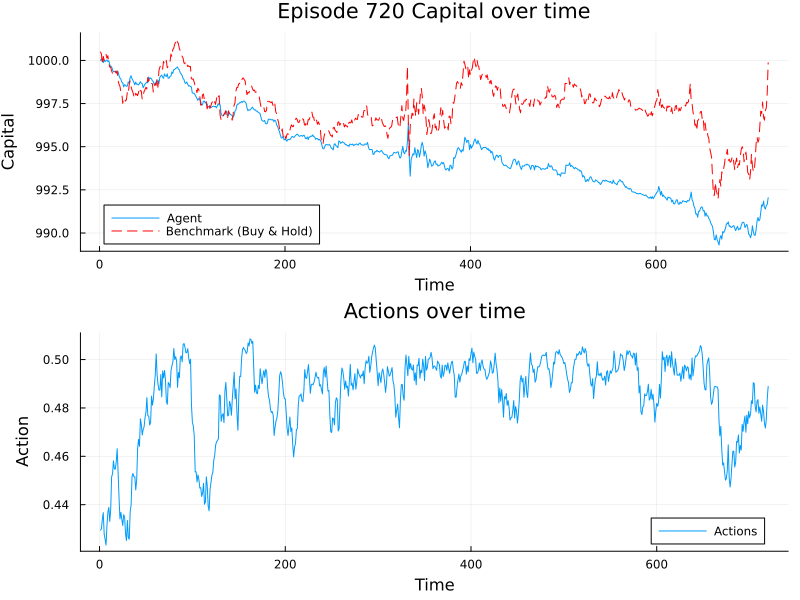 Episode 720 Capital over time
1000.0
997.5
995.0
992.5
990.0
Capital
Agent
Benchmark (Buy & Hold)
0
200
400
600
Time
Actions over time
0.50
0.48
0.46
0.44
Action
Actions
0
200
400
600
Time